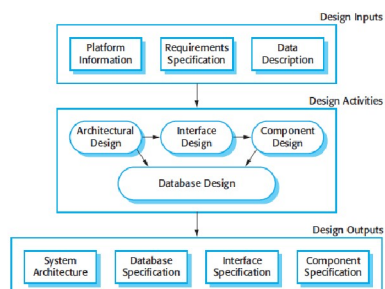 Design Inputs
Platform
Information
Requirements
Specification
Data
Description
Design Activities
Architectural
Design
Interface
Design
Component
Design
Database Design
Design Outputs
System
Architecture
Database
Specification
Interface
Specification
Component
Specification